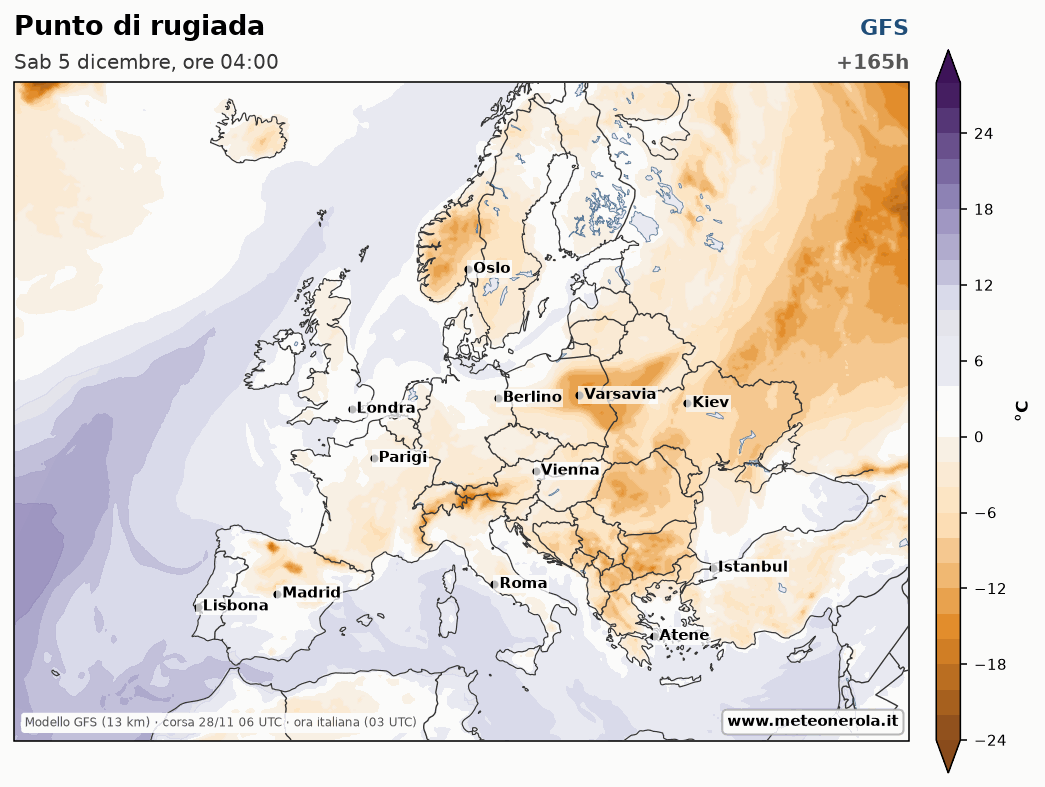 Punto di rugiada
GFS
Sab 5 dicembre, ore 04:00
+165h
24
18
12
6
0
−6
−12
−18
−24
°C
Oslo
Londra
Berlino
Varsavia
Kiev
Parigi
Vienna
Istanbul
Roma
Madrid
Lisbona
Atene
Modello GFS (13 km) · corsa 28/11 06 UTC · ora italiana (03 UTC)
www.meteonerola.it